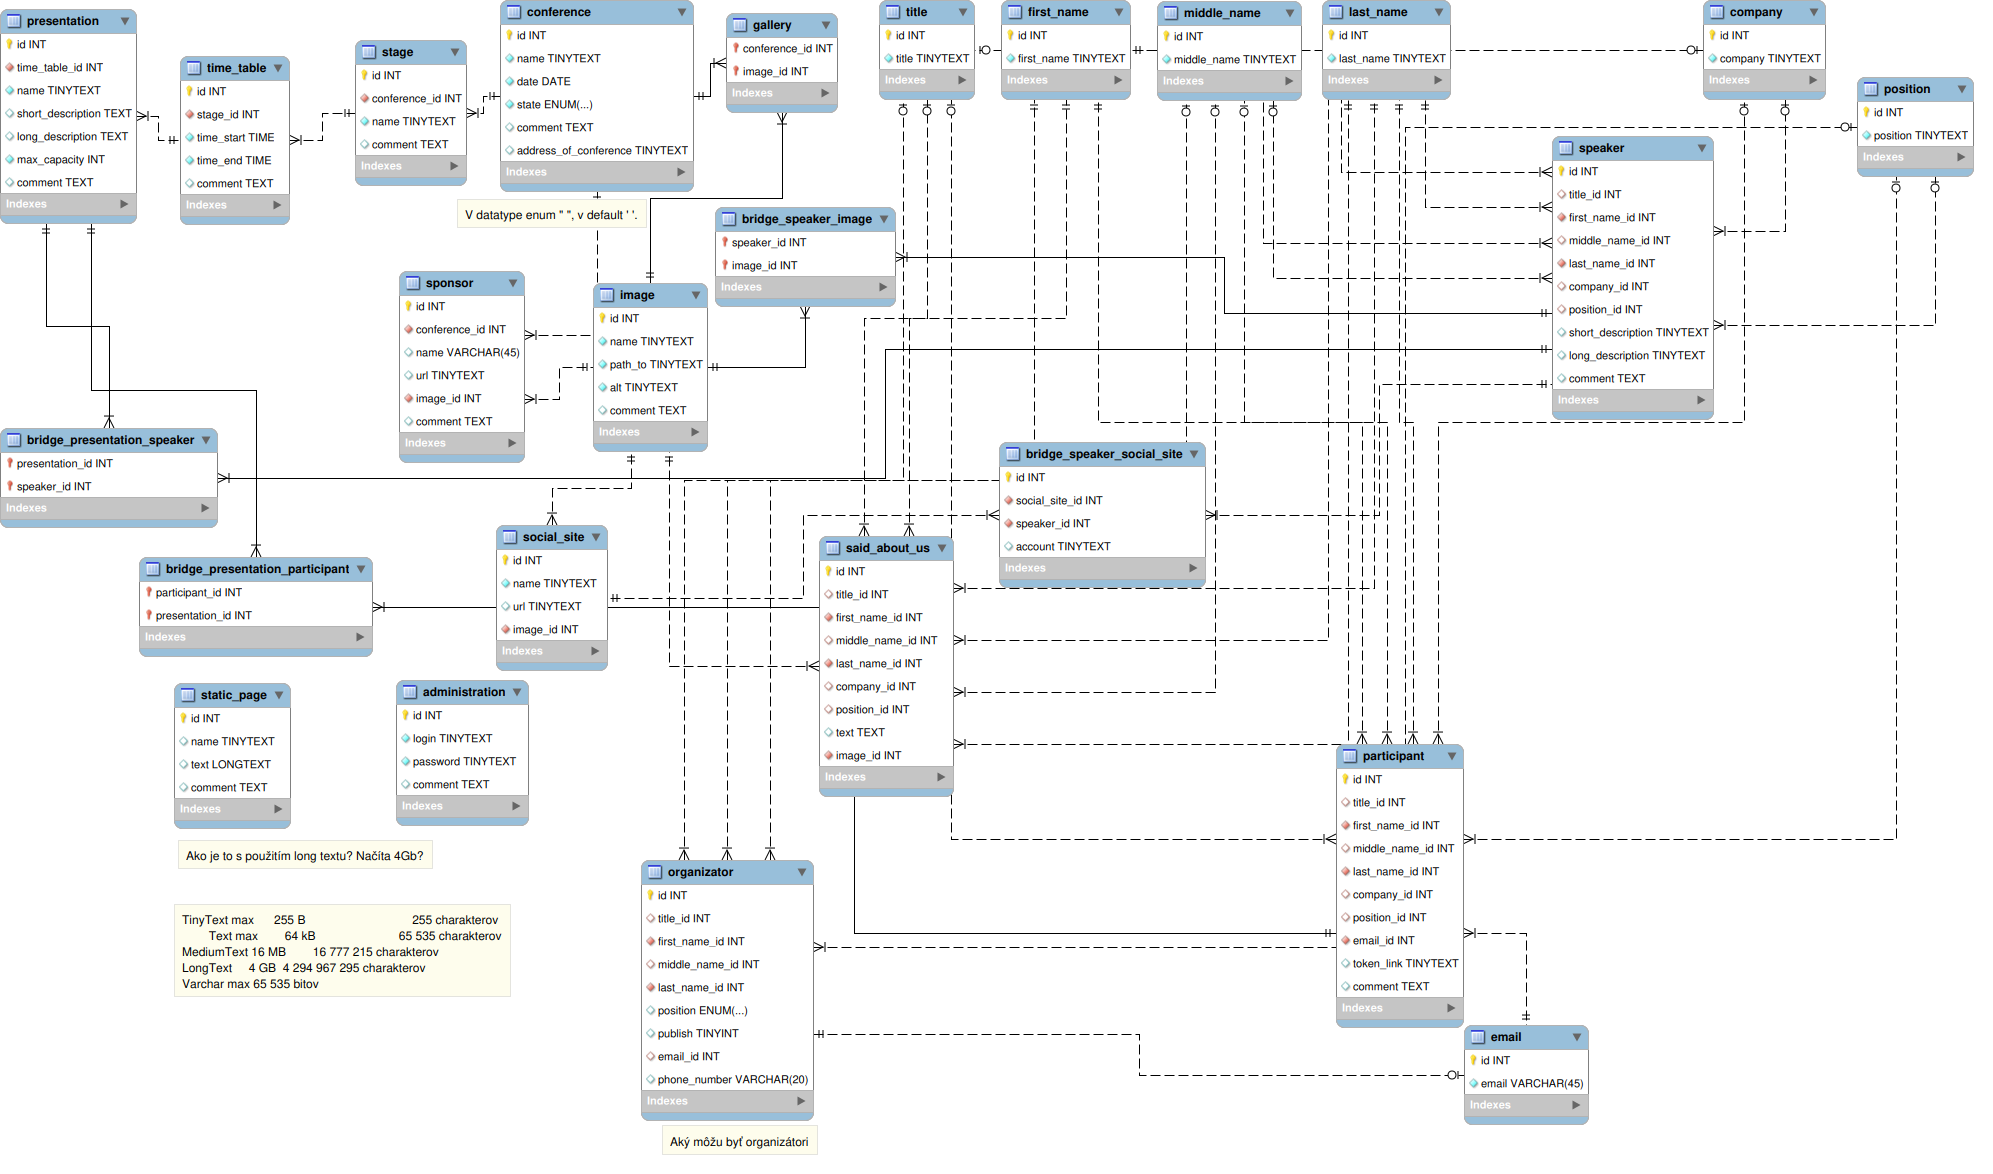 presentation
id INT
time_table_id INT
name TINYTEXT
short_description TEXT
long_description TEXT
max_capacity INT
comment TEXT
Indexes
time_table
id INT
stage_id INT
time_start TIME
time_end TIME
comment TEXT
Indexes
stage
id INT
conference_id INT
name TINYTEXT
comment TEXT
Indexes
conference
id INT
name TINYTEXT
date DATE
state ENUM(...)
comment TEXT
address_of_conference TINYTEXT
Indexes
V datatype enum " ", v default ' '.
gallery
conference_id INT
image_id INT
Indexes
title
id INT
title TINYTEXT
Indexes
first_name
id INT
first_name TINYTEXT
Indexes
middle_name
id INT
middle_name TINYTEXT
Indexes
last_name
id INT
last_name TINYTEXT
Indexes
company
id INT
company TINYTEXT
Indexes
position
id INT
position TINYTEXT
Indexes
speaker
id INT
title_id INT
first_name_id INT
middle_name_id INT
last_name_id INT
company_id INT
position_id INT
short_description TINYTEXT
long_description TINYTEXT
comment TEXT
Indexes
bridge_speaker_image
speaker_id INT
image_id INT
Indexes
sponsor
id INT
conference_id INT
name VARCHAR(45)
url TINYTEXT
image_id INT
comment TEXT
Indexes
image
id INT
name TINYTEXT
path_to TINYTEXT
alt TINYTEXT
comment TEXT
Indexes
bridge_presentation_speaker
presentation_id INT
speaker_id INT
Indexes
bridge_speaker_social_site
id INT
social_site_id INT
speaker_id INT
account TINYTEXT
Indexes
bridge_presentation_participant
participant_id INT
presentation_id INT
Indexes
social_site
id INT
name TINYTEXT
url TINYTEXT
image_id INT
Indexes
said_about_us
id INT
title_id INT
first_name_id INT
middle_name_id INT
last_name_id INT
company_id INT
position_id INT
text TEXT
image_id INT
Indexes
static_page
id INT
name TINYTEXT
text LONGTEXT
comment TEXT
Indexes
Ako je to s použitím long textu? Načíta 4Gb?
administration
id INT
login TINYTEXT
password TINYTEXT
comment TEXT
Indexes
TinyText max 255 B 255 charakterov
Text max 64 kB 65 535 charakterov
MediumText 16 MB 16 777 215 charakterov
LongText 4 GB 4 294 967 295 charakterov
Varchar max 65 535 bitov
organizator
id INT
title_id INT
first_name_id INT
middle_name_id INT
last_name_id INT
position ENUM(...)
publish TINYINT
email_id INT
phone_number VARCHAR(20)
Indexes
Aký môžu byť organizátori
participant
id INT
title_id INT
first_name_id INT
middle_name_id INT
last_name_id INT
company_id INT
position_id INT
email_id INT
token_link TINYTEXT
comment TEXT
Indexes
email
id INT
email VARCHAR(45)
Indexes